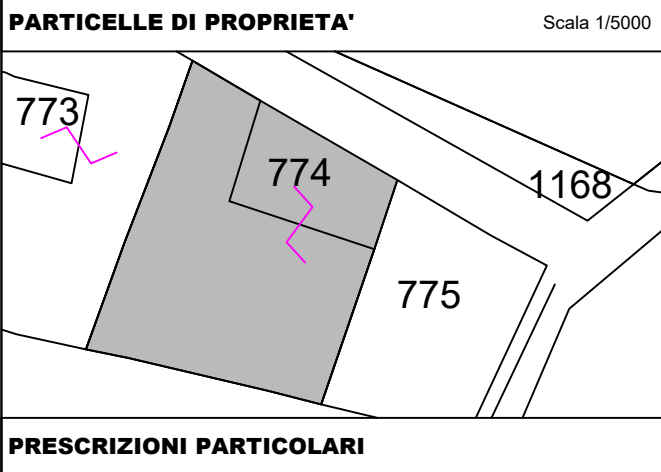 PARTICELLE DI PROPRIETA' Scala 1/5000
773
774
1168
775
PRESCRIZIONI PARTICOLARI